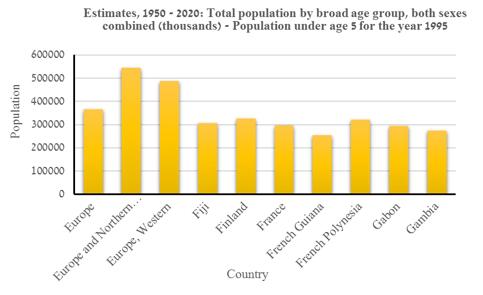 Estimates, 1950 - 2020: Total population by broad age group, both sexes
combined (thousands) - Population under age 5 for the year 1995
600000
500000
400000
300000
200000
100000
0
Population
Europe
Europe and Northern...
Europe, Western
Fiji
Finland
France
French Guiana
French Polynesia
Gabon
Gambia
Country